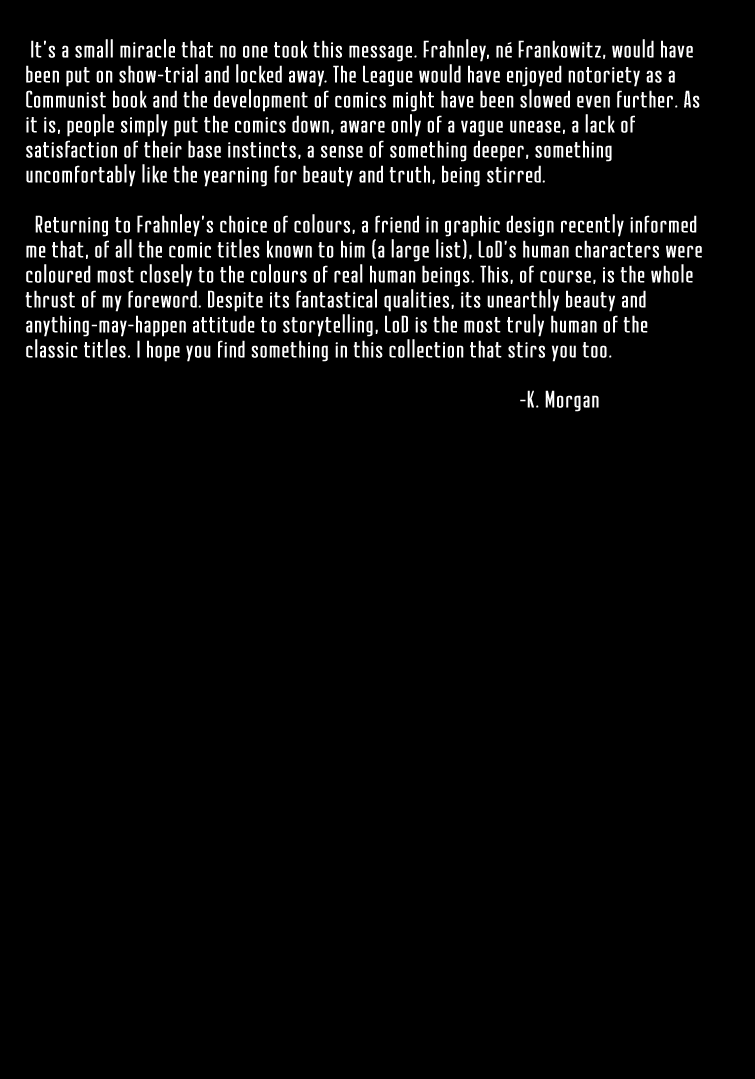 It's a small miracle that no one took this message. Frahnley, né Frankowitz, would have
been put on show-trial and locked away. The League would have enjoyed notoriety as a
Communist book and the development of comics might have been slowed even further. As
it is, people simply put the comics down, aware only of a vague unease, a lack of
satisfaction of their base instincts, a sense of something deeper, something
uncomfortably like the yearning for beauty and truth, being stirred.
Returning to Frahnley's choice of colours, a friend in graphic design recently informed
me that, of all the comic titles known to him (a large list), LoD's human characters were
coloured most closely to the colours of real human beings. This, of course, is the whole
thrust of my foreword. Despite its fantastical qualities, its unearthly beauty and
anything-may-happen attitude to storytelling, LoD is the most truly human of the
classic titles. I hope you find something in this collection that stirs you too.
-K. Morgan